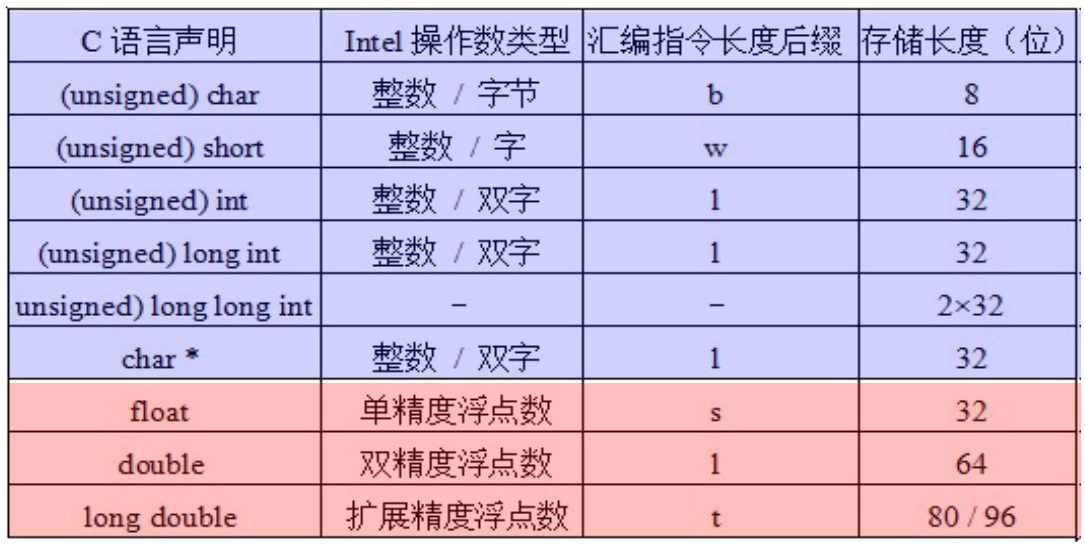 C 语言声明 Intel 操作数类型 汇编指令长度后缀 存储长度（位）
(unsigned) char 整数 / 字节 b 8
(unsigned) short 整数 / 字 w 16
(unsigned) int 整数 / 双字 l 32
(unsigned) long int 整数 / 双字 l 32
unsigned) long long int – – 2×32
char * 整数 / 双字 l 32
float 单精度浮点数 s 32
double 双精度浮点数 l 64
long double 扩展精度浮点数 t 80 / 96